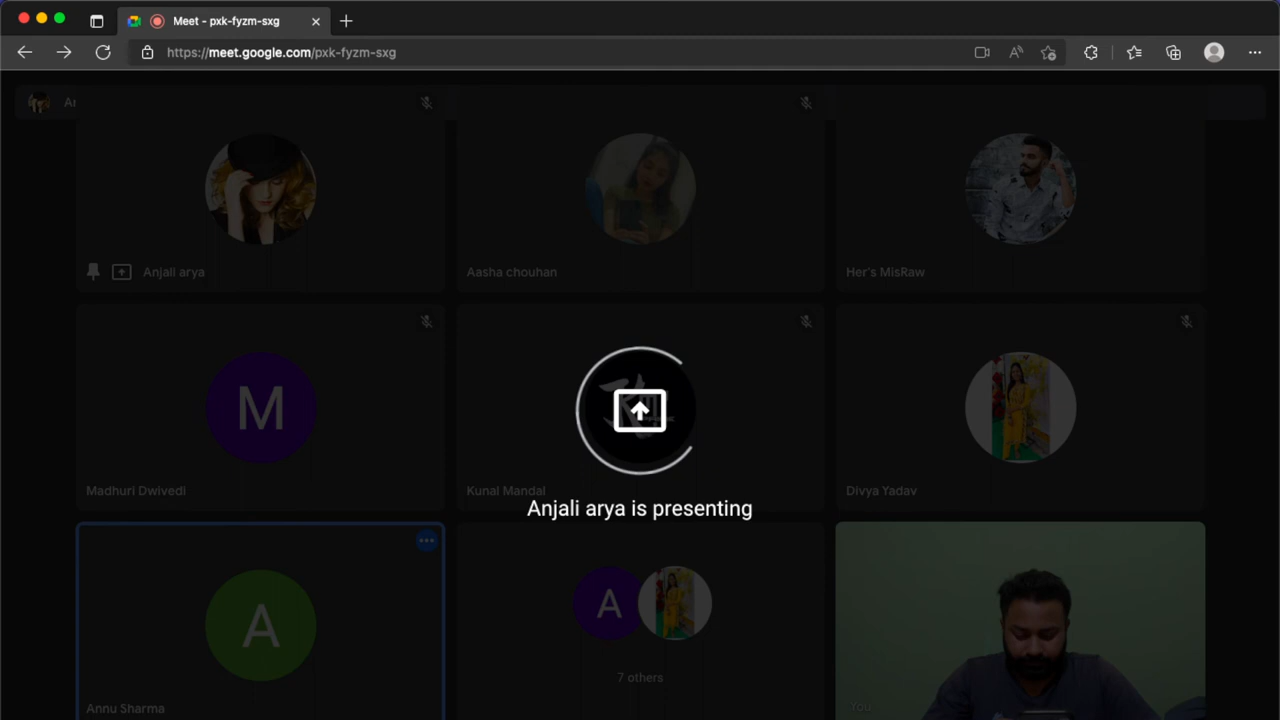 Meet - pxk-fyzm-sxg
https://meet.google.com/pxk-fyzm-sxg
Anjali arya
Aasha chouhan
Her's MisRaw
M
Madhuri Dwivedi
Kunal Mandal
Divya Yadav
Anjali arya is presenting
A
Annu Sharma
A
7 others
You